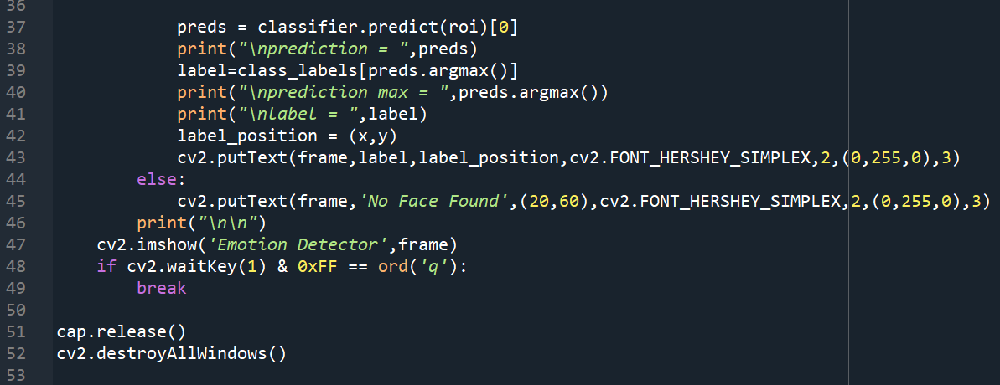 36
37             preds = classifier.predict(roi)[0]
38             print("\nprediction = ",preds)
39             label=class_labels[preds.argmax()]
40             print("\nprediction max = ",preds.argmax())
41             print("\nlabel = ",label)
42             label_position = (x,y)
43             cv2.putText(frame,label,label_position,cv2.FONT_HERSHEY_SIMPLEX,2,(0,255,0),3)
44         else:
45             cv2.putText(frame,'No Face Found',(20,60),cv2.FONT_HERSHEY_SIMPLEX,2,(0,255,0),3)
46         print("\n\n")
47     cv2.imshow('Emotion Detector',frame)
48     if cv2.waitKey(1) & 0xFF == ord('q'):
49         break
50
51 cap.release()
52 cv2.destroyAllWindows()
53